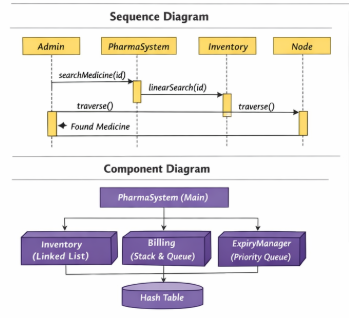 Sequence Diagram
Admin
PharmaSystem
Inventory
Node
searchMedicine(id)
linearSearch(id)
traverse()
traverse()
Found Medicine
Component Diagram
PharmaSystem (Main)
Inventory
(Linked List)
Billing
(Stack & Queue)
ExpiryManager
(Priority Queue)
Hash Table